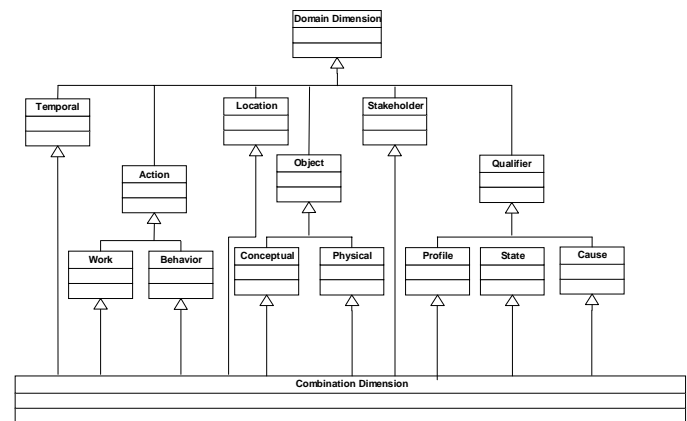 Domain Dimension
Temporal
Location
Stakeholder
Object
Qualifier
Action
Work
Behavior
Conceptual
Physical
Profile
State
Cause
Combination Dimension